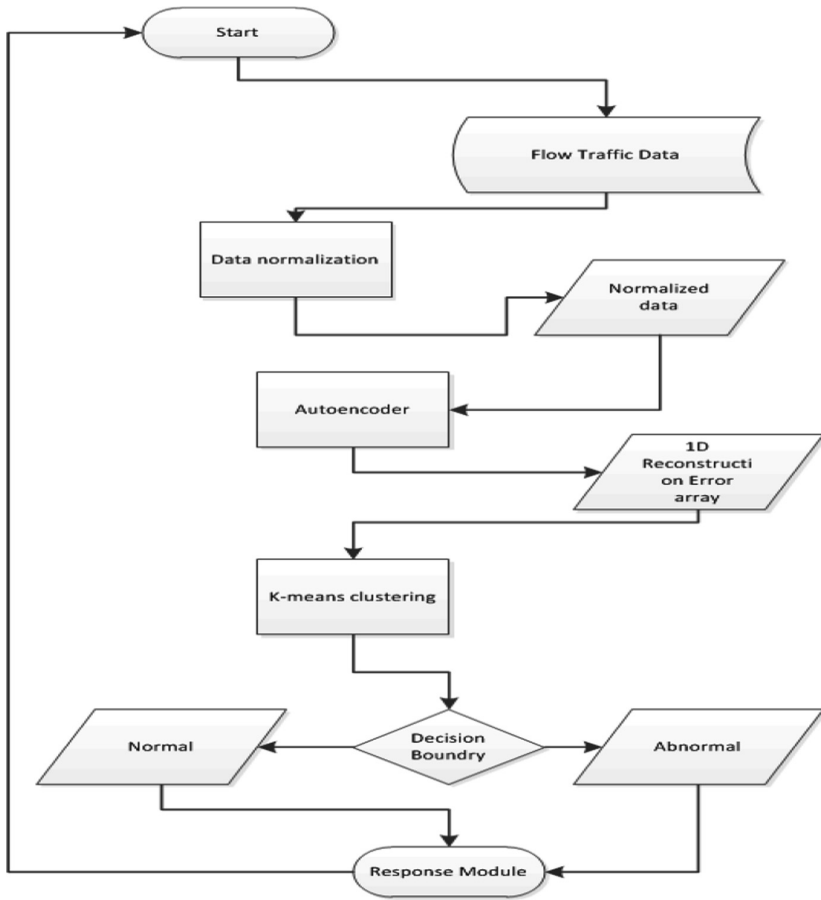 Start
Flow Traffic Data
Data normalization
Normalized
data
Autoencoder
1D
Reconstructi
on Error
array
K-means clustering
Normal
Decision
Boundry
Abnormal
Response Module